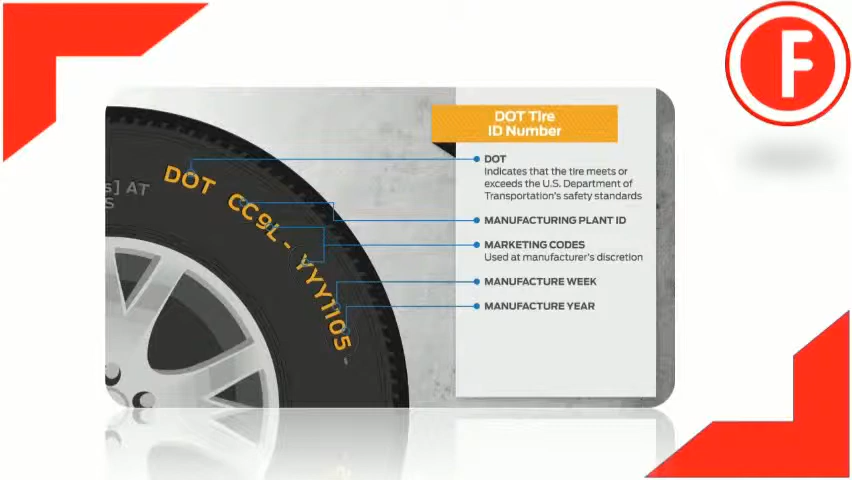 F
DOT Tire
ID Number
s] AT
S
DOT CC9L - YYY1105
DOT
Indicates that the tire meets or
exceeds the U.S. Department of
Transportation's safety standards
MANUFACTURING PLANT ID
MARKETING CODES
Used at manufacturer's discretion
MANUFACTURE WEEK
MANUFACTURE YEAR